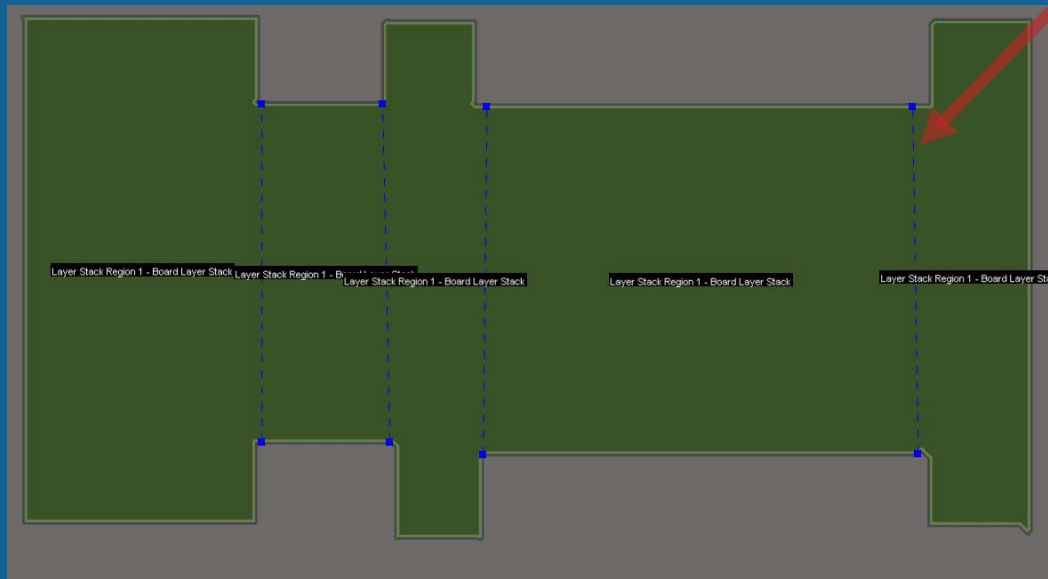 Layer Stack Region 1 - Board Layer Stack
Layer Stack Region 1 -
Layer Stack Region 1 - Board Layer Stack
Layer Stack Region 1 - Board Layer Stack
Layer Stack Region 1 - Board Layer